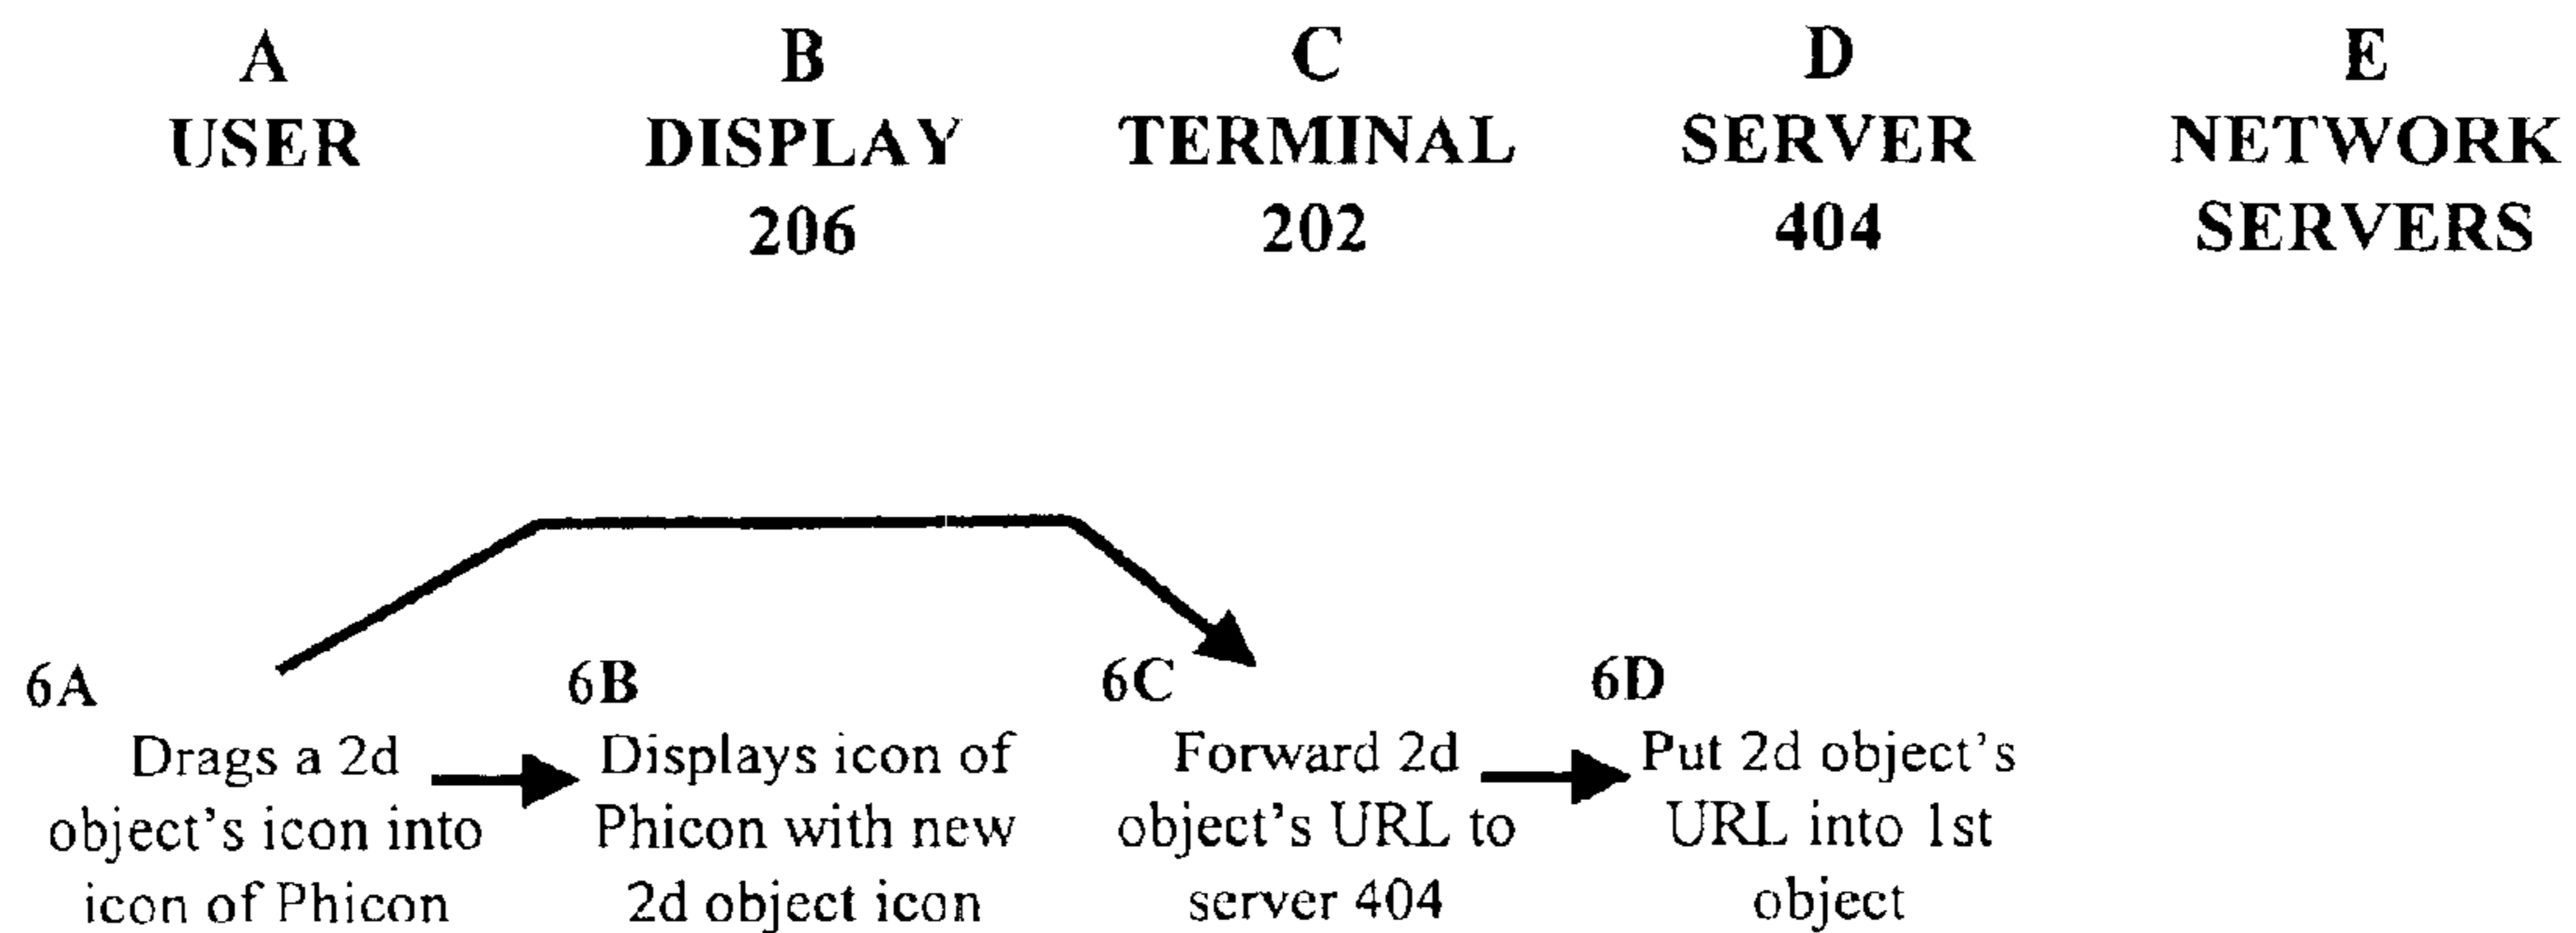 A
USER
B
DISPLAY
206
C
TERMINAL
202
D
SERVER
404
E
NETWORK
SERVERS
6A
Drags a 2d
object's icon into
icon of Phicon
6B
Displays icon of
Phicon with new
2d object icon
6C
Forward 2d
object's URL to
server 404
6D
Put 2d object's
URL into 1st
object